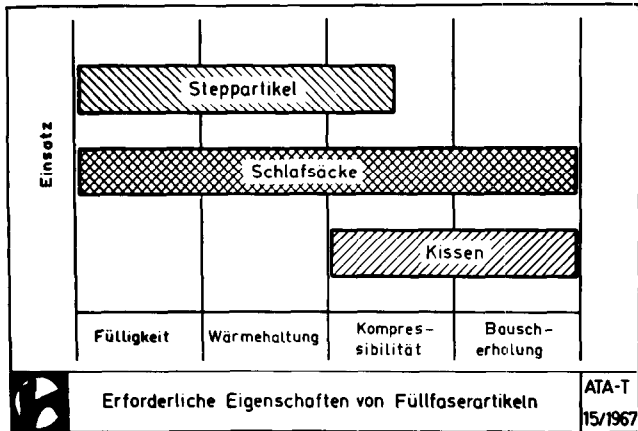 Einsatz
Steppartikel
Schlafsäcke
Kissen
Fülligkeit
Wärmehaltung
Kompres-
sibilität
Bausch-
erholung
Erforderliche Eigenschaften von Füllfaserartikeln
ATA-T
15/1967